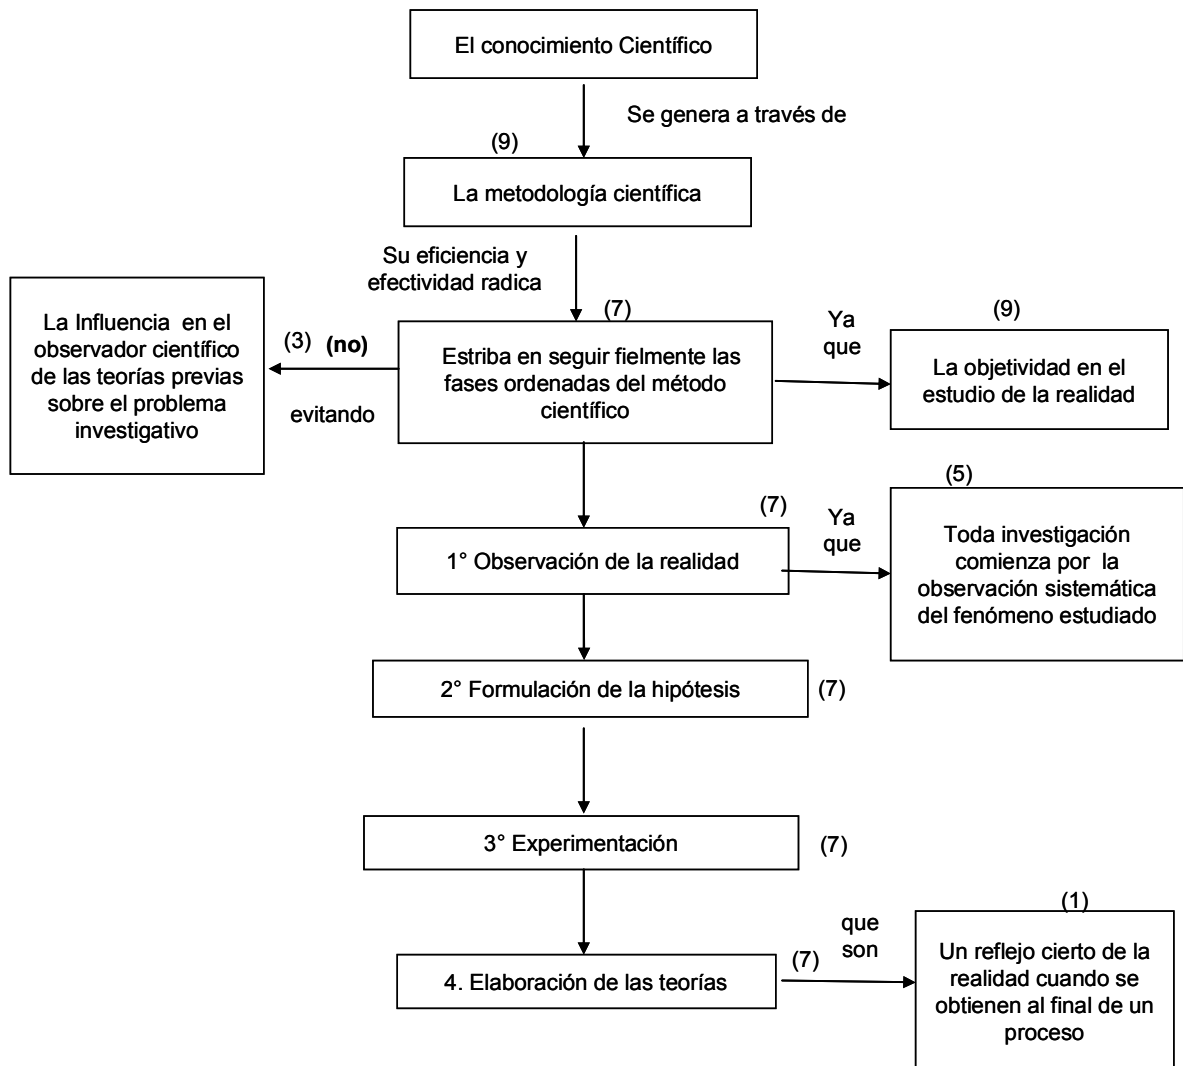 El conocimiento Científico
Se genera a través de
(9)
La metodología científica
Su eficiencia y
efectividad radica
(7)
Estriba en seguir fielmente las
fases ordenadas del método
científico
(3) (no)
evitando
La Influencia en el
observador científico
de las teorías previas
sobre el problema
investigativo
Ya
que
(9)
La objetividad en el
estudio de la realidad
(7)
1° Observación de la realidad
Ya
que
(5)
Toda investigación
comienza por la
observación sistemática
del fenómeno estudiado
2° Formulación de la hipótesis
(7)
3° Experimentación
(7)
4. Elaboración de las teorías
(7)
que
son
(1)
Un reflejo cierto de la
realidad cuando se
obtienen al final de un
proceso